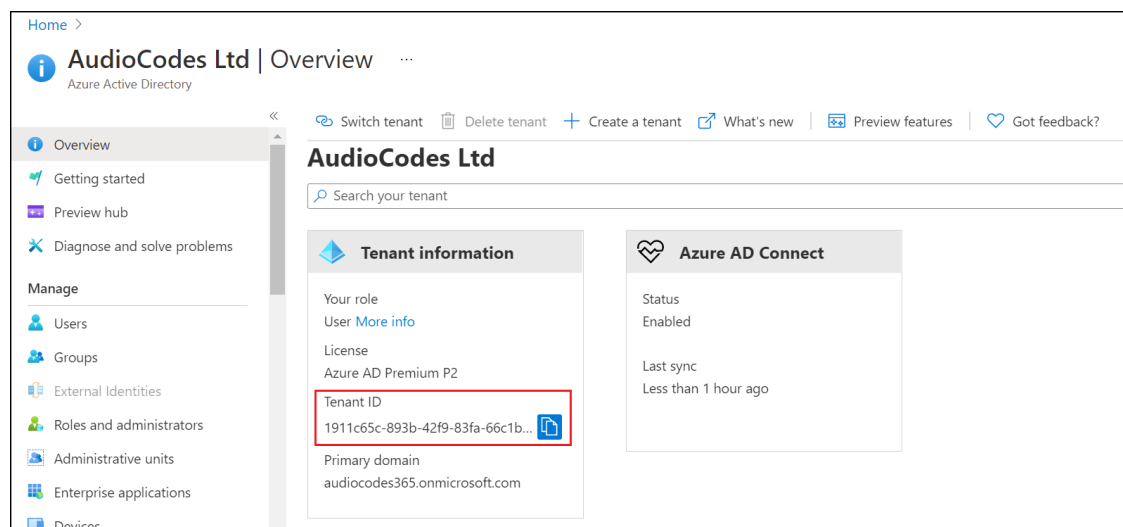 Home >
AudioCodes Ltd | Overview ...
Azure Active Directory
«
Switch tenant Delete tenant + Create a tenant What's new Preview features Got feedback?
Overview
Getting started
Preview hub
Diagnose and solve problems
Manage
Users
Groups
External Identities
Roles and administrators
Administrative units
Enterprise applications
Devices
AudioCodes Ltd
Search your tenant
Tenant information
Your role
User More info
License
Azure AD Premium P2
Tenant ID
1911c65c-893b-42f9-83fa-66c1b...
Primary domain
audiocodes365.onmicrosoft.com
Azure AD Connect
Status
Enabled
Last sync
Less than 1 hour ago